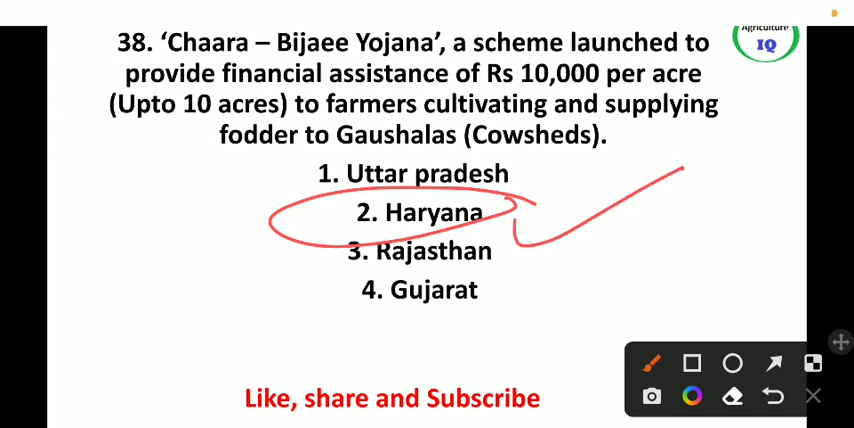 Agriculture
IQ
38. ‘Chaara – Bijaee Yojana’, a scheme launched to
provide financial assistance of Rs 10,000 per acre
(Upto 10 acres) to farmers cultivating and supplying
fodder to Gaushalas (Cowsheds).
1. Uttar pradesh
2. Haryana
3. Rajasthan
4. Gujarat
Like, share and Subscribe